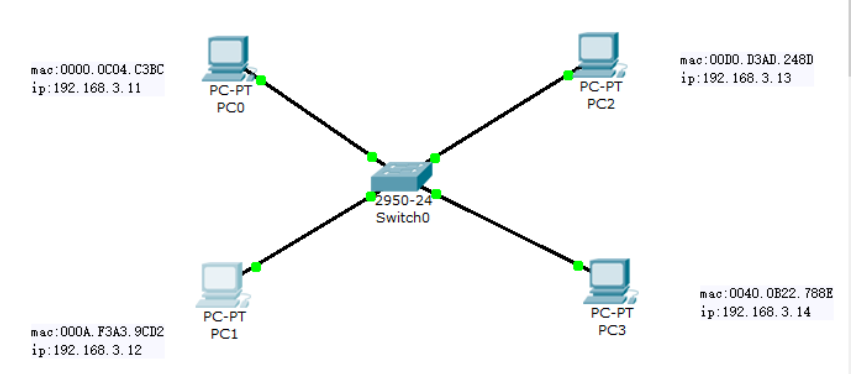 mac:0000.0C04.C3BC
ip:192.168.3.11
PC-PT
PC0
PC-PT
PC2
mac:00D0.D3AD.248D
ip:192.168.3.13
2950-24
Switch0
mac:000A.F3A3.9CD2
ip:192.168.3.12
PC-PT
PC1
PC-PT
PC3
mac:0040.0B22.788E
ip:192.168.3.14